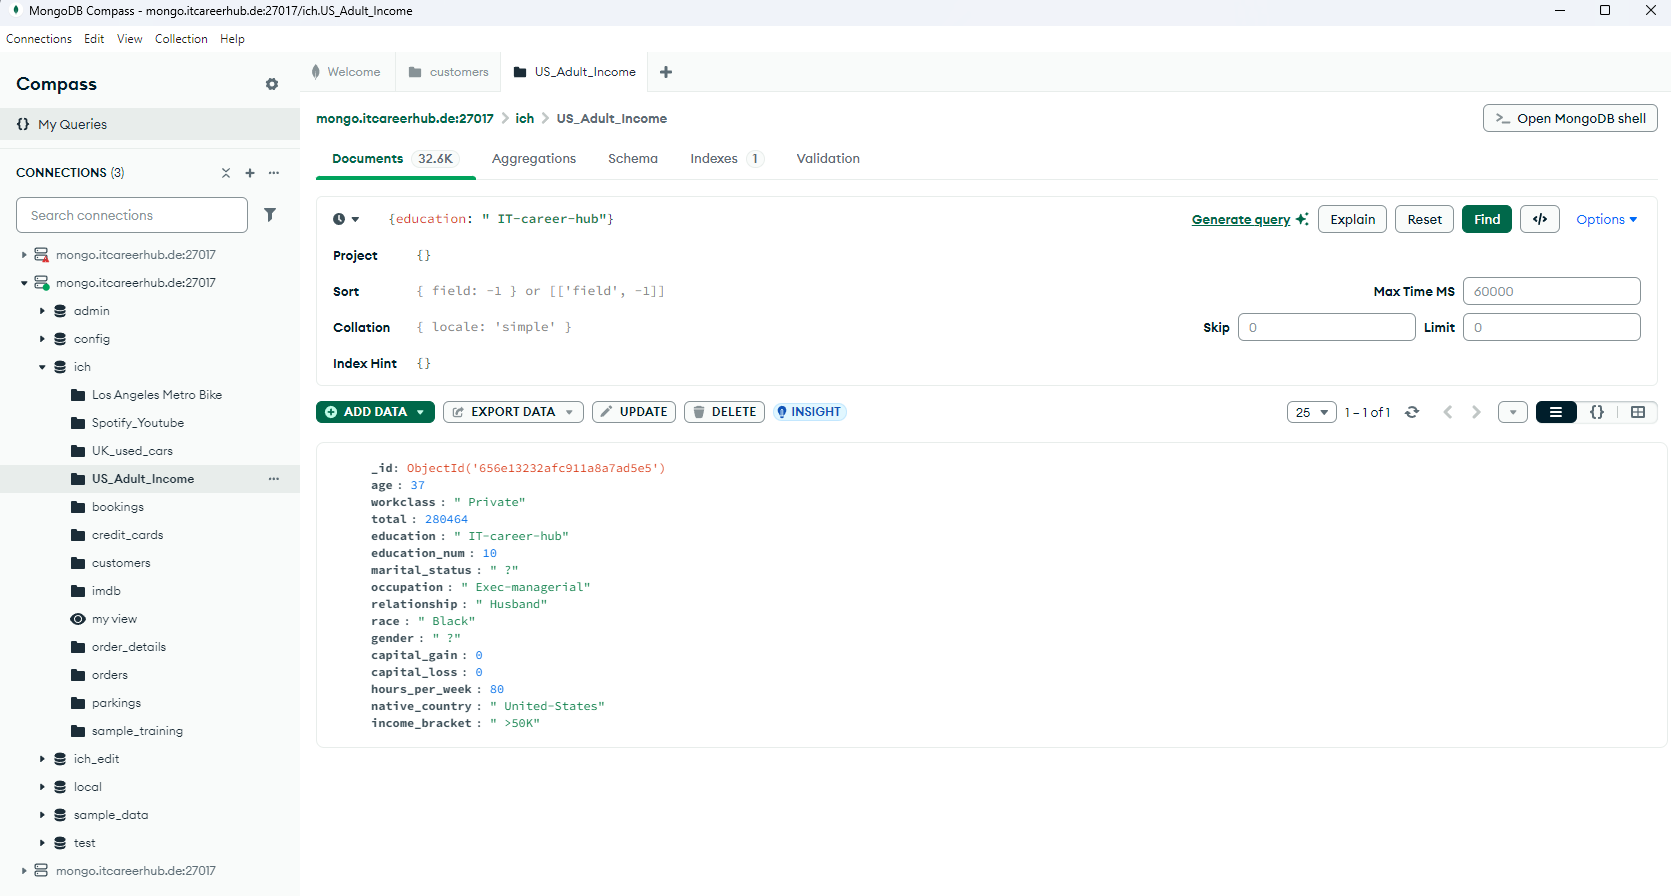 MongoDB Compass - mongo.itcareerhub.de:27017/ich.US_Adult_Income
Connections Edit View Collection Help
Compass
My Queries
CONNECTIONS (3)
Search connections
mongo.itcareerhub.de:27017
mongo.itcareerhub.de:27017
admin
config
ich
Los Angeles Metro Bike
Spotify_Youtube
UK_used_cars
US_Adult_Income
bookings
credit_cards
customers
imdb
my view
order_details
orders
parkings
sample_training
ich_edit
local
sample_data
test
mongo.itcareerhub.de:27017
Welcome customers US_Adult_Income
mongo.itcareerhub.de:27017 > ich > US_Adult_Income
>_ Open MongoDB shell
Documents 32.6K Aggregations Schema Indexes 1 Validation
{education: " IT-career-hub"}
Generate query Explain Reset Find </> Options
Project {}
Sort { field: -1 } or [['field', -1]]
Max Time MS 60000
Collation { locale: 'simple' }
Skip 0 Limit 0
Index Hint {}
ADD DATA EXPORT DATA UPDATE DELETE INSIGHT
25 1 – 1 of 1 {}
_id: ObjectId('656e13232afc911a8a7ad5e5')
age : 37
workclass : " Private"
total : 280464
education : " IT-career-hub"
education_num : 10
marital_status : " ?"
occupation : " Exec-managerial"
relationship : " Husband"
race : " Black"
gender : " ?"
capital_gain : 0
capital_loss : 0
hours_per_week : 80
native_country : " United-States"
income_bracket : " >50K"